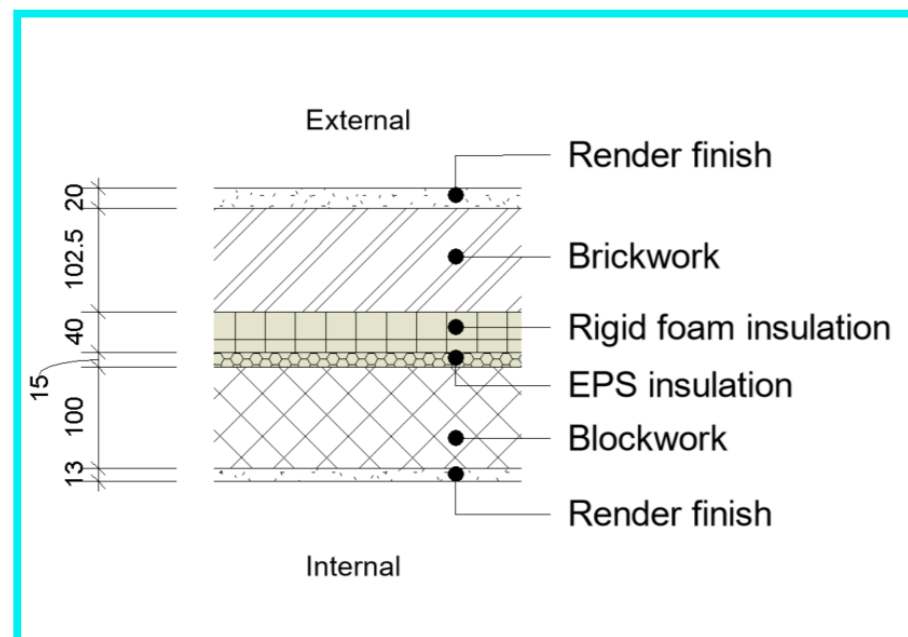 External
Render finish
20
102.5
Brickwork
40
Rigid foam insulation
15
EPS insulation
100
Blockwork
13
Render finish
Internal